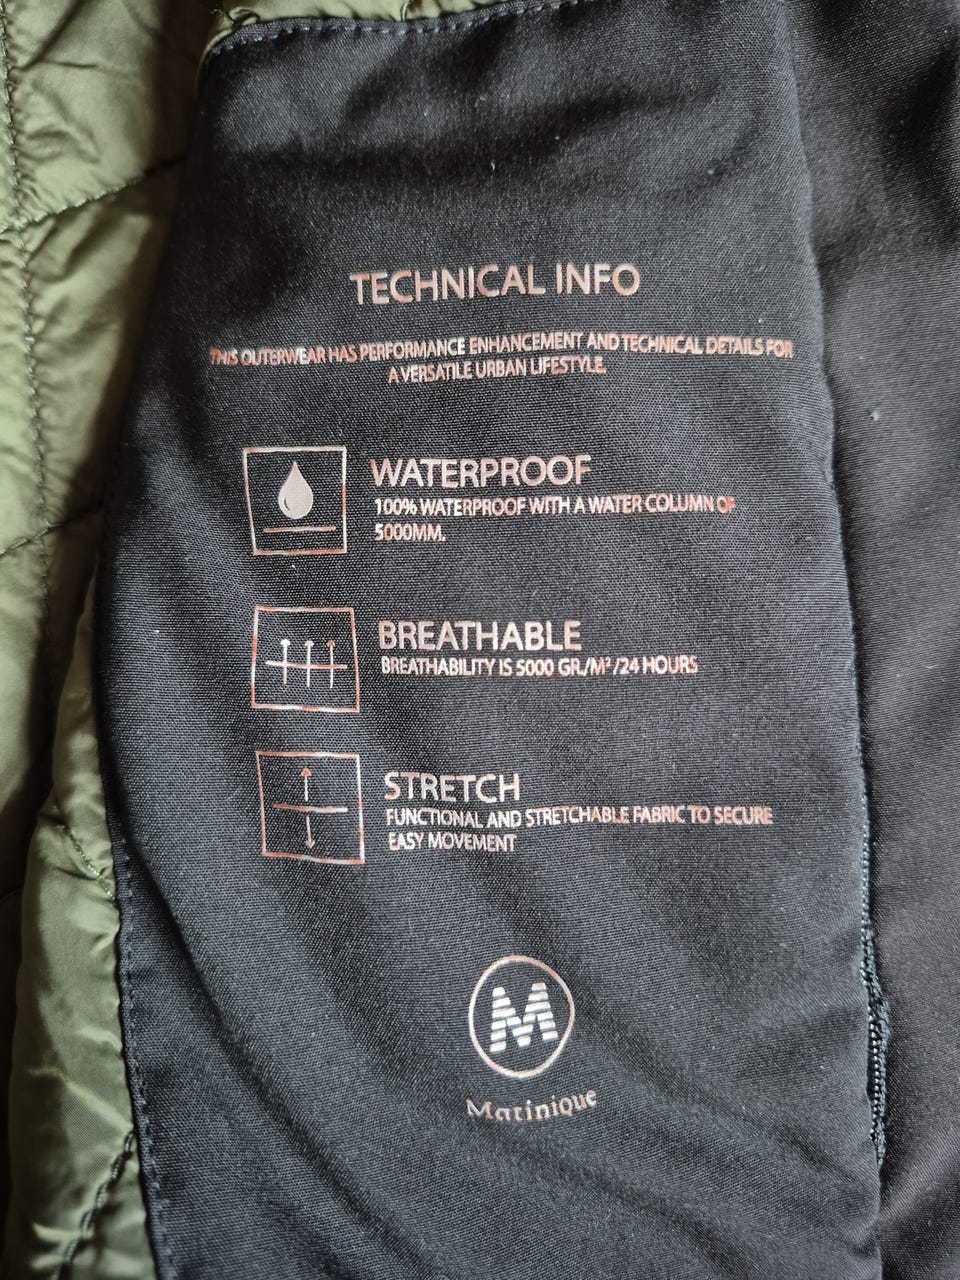 TECHNICAL INFO
THIS OUTERWEAR HAS PERFORMANCE ENHANCEMENT AND TECHNICAL DETAILS FOR
A VERSATILE URBAN LIFESTYLE.
WATERPROOF
100% WATERPROOF WITH A WATER COLUMN OF
5000MM.
BREATHABLE
BREATHABILITY IS 5000 GR./M²/24 HOURS
STRETCH
FUNCTIONAL AND STRETCHABLE FABRIC TO SECURE
EASY MOVEMENT
M
Matinique